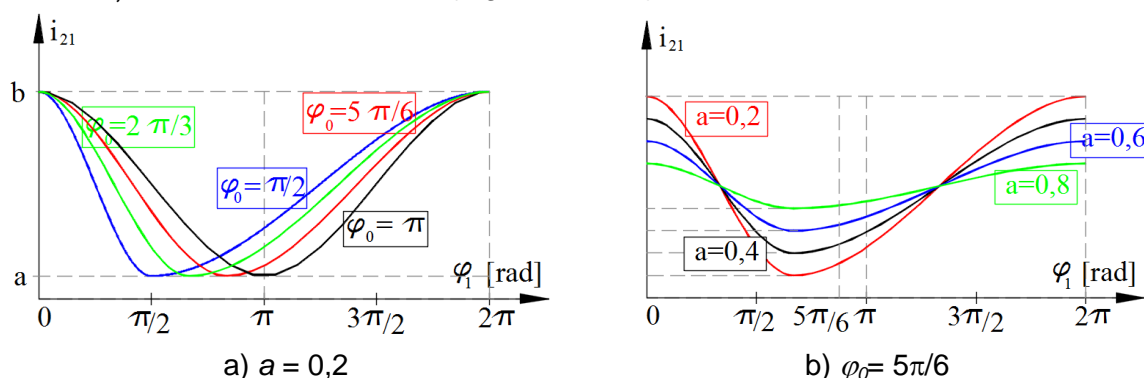 i₂₁
b
φ₀=2 π/3
φ₀=5 π/6
φ₀=π/2
φ₀= π
a
φ₁ [rad]
0
π/2
π
3π/2
2π
a) a = 0,2
i₂₁
a=0,2
a=0,6
a=0,8
a=0,4
φ₁ [rad]
0
π/2
5π/6
π
3π/2
2π
b) φ₀= 5π/6